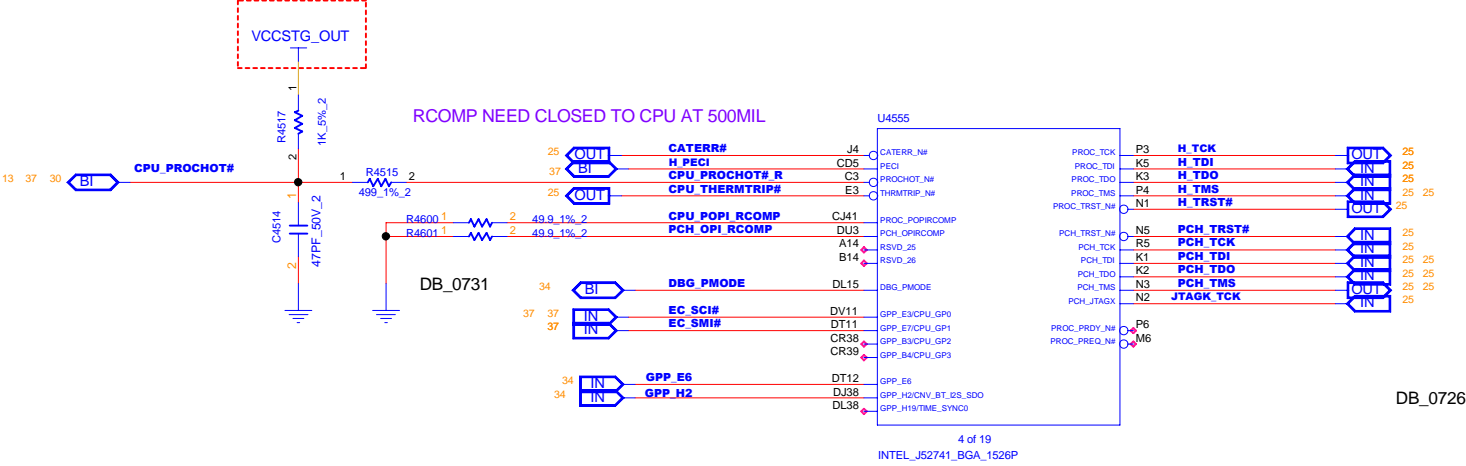 VCCSTG_OUT
1
R4517
1K_5%_2
2
RCOMP NEED CLOSED TO CPU AT 500MIL
U4555
13 37 30 BI CPU_PROCHOT#
1 R4515 2
499_1%_2
1
C4514
47PF_50V_2
2
25 OUT CATERR# J4 CATERR_N#
37 BI H_PECI CD5 PECI
CPU_PROCHOT#_R C3 PROCHOT_N#
25 OUT CPU_THERMTRIP# E3 THRMTRIP_N#
R4600 1 2 49.9_1%_2 CPU_POPI_RCOMP CJ41 PROC_POPIRCOMP
R4601 1 2 49.9_1%_2 PCH_OPI_RCOMP DU3 PCH_OPIRCOMP
A14 RSVD_25
B14 RSVD_26
DB_0731
34 BI DBG_PMODE DL15 DBG_PMODE
37 37 IN EC_SCI# DV11 GPP_E3/CPU_GP0
37 IN EC_SMI# DT11 GPP_E7/CPU_GP1
CR38 GPP_B3/CPU_GP2
CR39 GPP_B4/CPU_GP3
34 IN GPP_E6 DT12 GPP_E6
34 IN GPP_H2 DJ38 GPP_H2/CNV_BT_I2S_SDO
DL38 GPP_H19/TIME_SYNC0
PROC_TCK P3 H_TCK OUT 25
PROC_TDI K5 H_TDI IN 25
PROC_TDO K3 H_TDO IN 25
PROC_TMS P4 H_TMS IN 25 25
PROC_TRST_N# N1 H_TRST# OUT 25
PCH_TRST_N# N5 PCH_TRST# IN 25
PCH_TCK R5 PCH_TCK IN 25
PCH_TDI K1 PCH_TDI IN 25 25
PCH_TDO K2 PCH_TDO IN 25 25
PCH_TMS N3 PCH_TMS OUT 25 25
PCH_JTAGX N2 JTAGK_TCK IN 25
PROC_PRDY_N# P6
PROC_PREQ_N# M6
DB_0726
4 of 19
INTEL_J52741_BGA_1526P